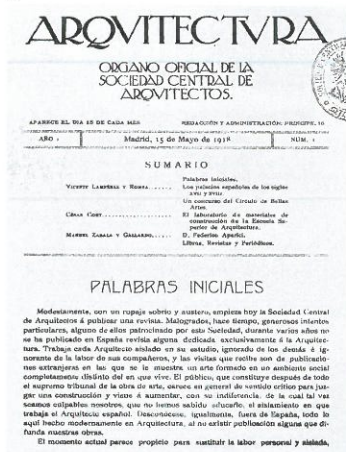 ARQVITECTVRA
ORGANO OFICIAL DE LA
SOCIEDAD CENTRAL DE
ARQVITECTOS.
APARECE EL DIA 15 DE CADA MES. REDACCIÓN Y ADMINISTRACIÓN: PRINCIPE, 16
AÑO 1 Madrid, 15 de Mayo de 1918 NÚM. 1
SUMARIO
Palabras iniciales.
VICENTE LAMPÉREZ Y ROMEA....... Los palacios españoles de los siglos
XVII y XVIII
Un concurso del Círculo de Bellas
Artes.
CÉSAR CORT....... El laboratorio de materiales de
construcción de la Escuela Su-
perior de Arquitectura.
MANUEL ZABALA Y GALLARDO....... D. Federico Aparici.
Libros, Revistas y Periódicos.
PALABRAS INICIALES
Modestamente, con un ropaje sobrio y austero, empieza hoy la Sociedad Central
de Arquitectos á publicar una revista. Malogrados, hace tiempo, generosos intentos
particulares, alguno de ellos patrocinado por esta Sociedad, durante varios años no
se ha publicado en España revista alguna dedicada exclusivamente á la Arquitec-
tura. Trabaja cada Arquitecto aislado en su estudio, ignorado de los demás é ig-
norante de la labor de sus compañeros, y las visitas que recibe son de publicacio-
nes extranjeras en las que se le muestra un arte formado en un ambiente social
completamente distinto del en que vive. El público, que constituye después de todo
el supremo tribunal de la obra de arte, carece en general de sentido crítico para juz-
gar una construcción y viene á aumentar, con su indiferencia, de la cual tal vez
seamos culpables nosotros, que no hemos sabido educarlo, el aislamiento en que
trabaja el Arquitecto español. Desconócese, igualmente, fuera de España, todo lo
aquí hecho modernamente en Arquitectura, al no existir publicación alguna que di-
funda nuestras obras.
El momento actual parece propicio para sustituir la labor personal y aislada,